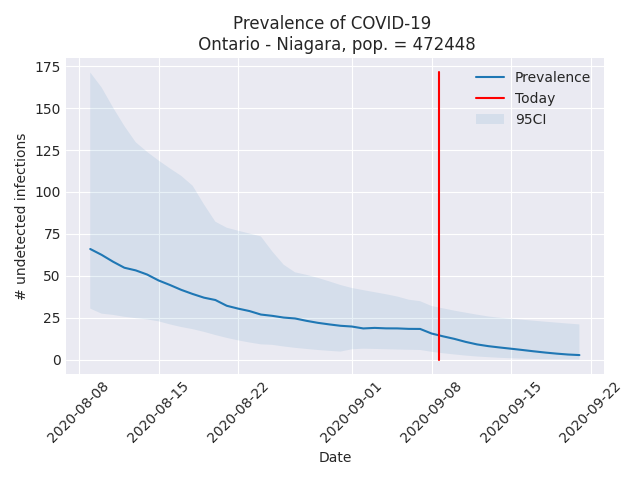 Prevalence of COVID-19
Ontario - Niagara, pop. = 472448
# undetected infections
175
150
125
100
75
50
25
0
Prevalence
Today
95CI
2020-08-08
2020-08-15
2020-08-22
2020-09-01
2020-09-08
2020-09-15
2020-09-22
Date